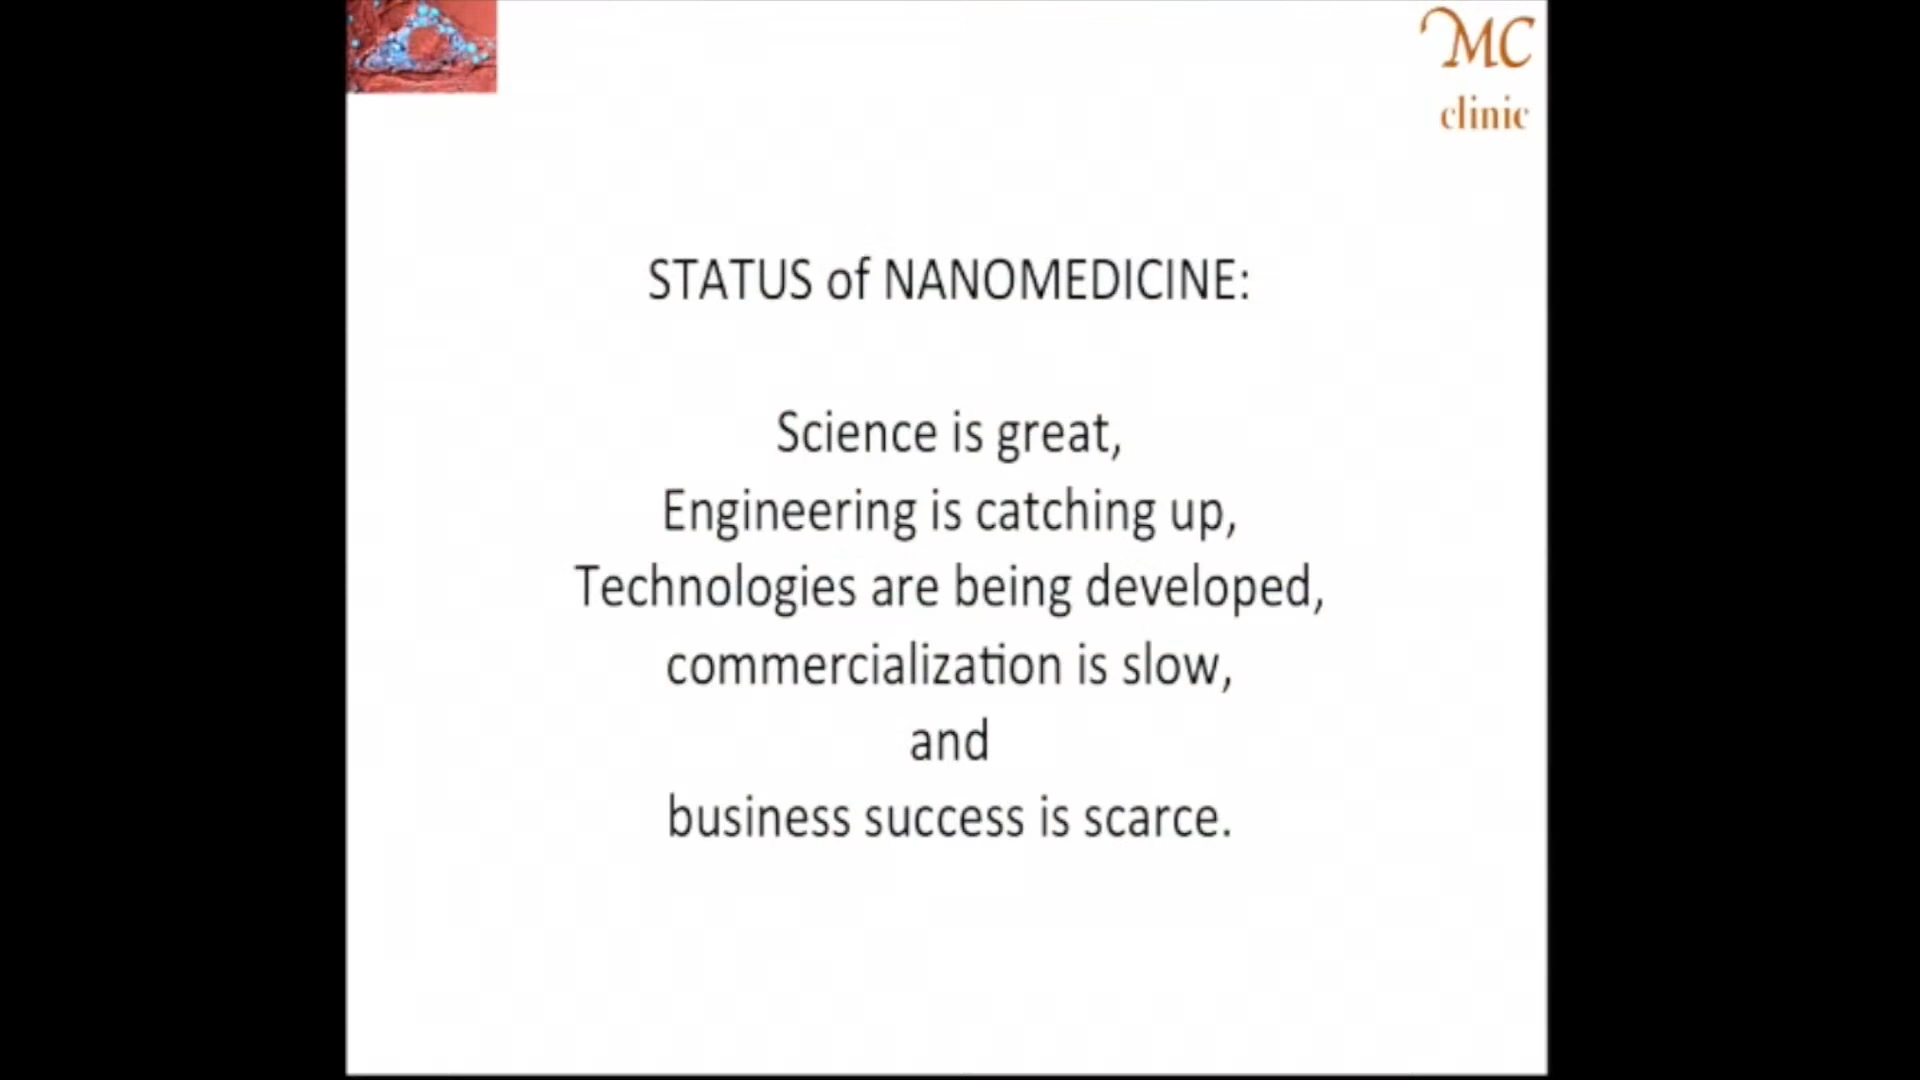 MC
clinic
STATUS of NANOMEDICINE:
Science is great,
Engineering is catching up,
Technologies are being developed,
commercialization is slow,
and
business success is scarce.